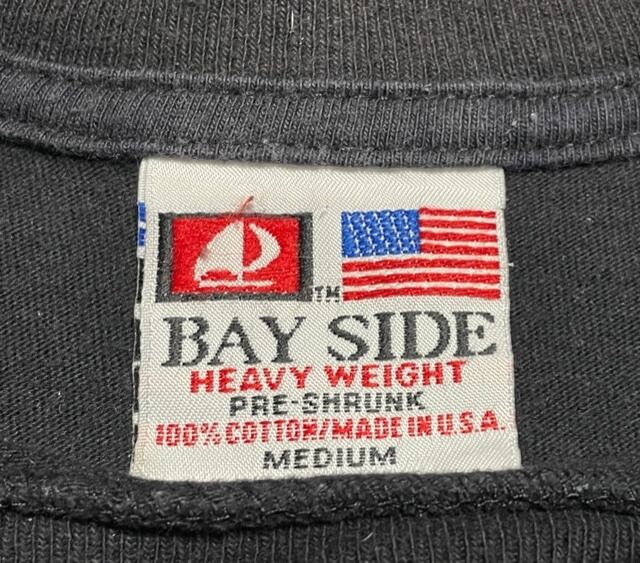 TM
BAY SIDE
HEAVY WEIGHT
PRE-SHRUNK
100% COTTON/MADE IN U.S.A.
MEDIUM